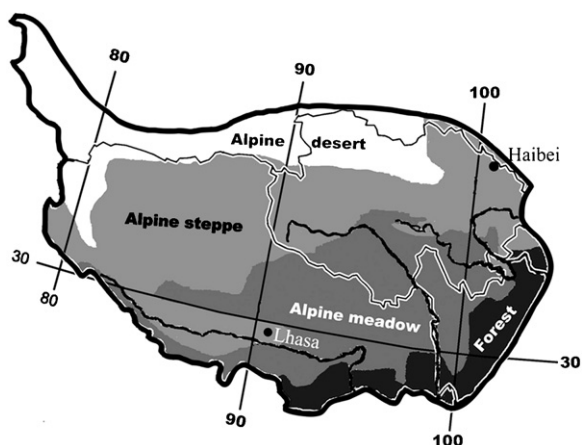 80
90
100
Alpine desert
Haibei
Alpine steppe
30
80
Alpine meadow
Forest
Lhasa
30
90
100